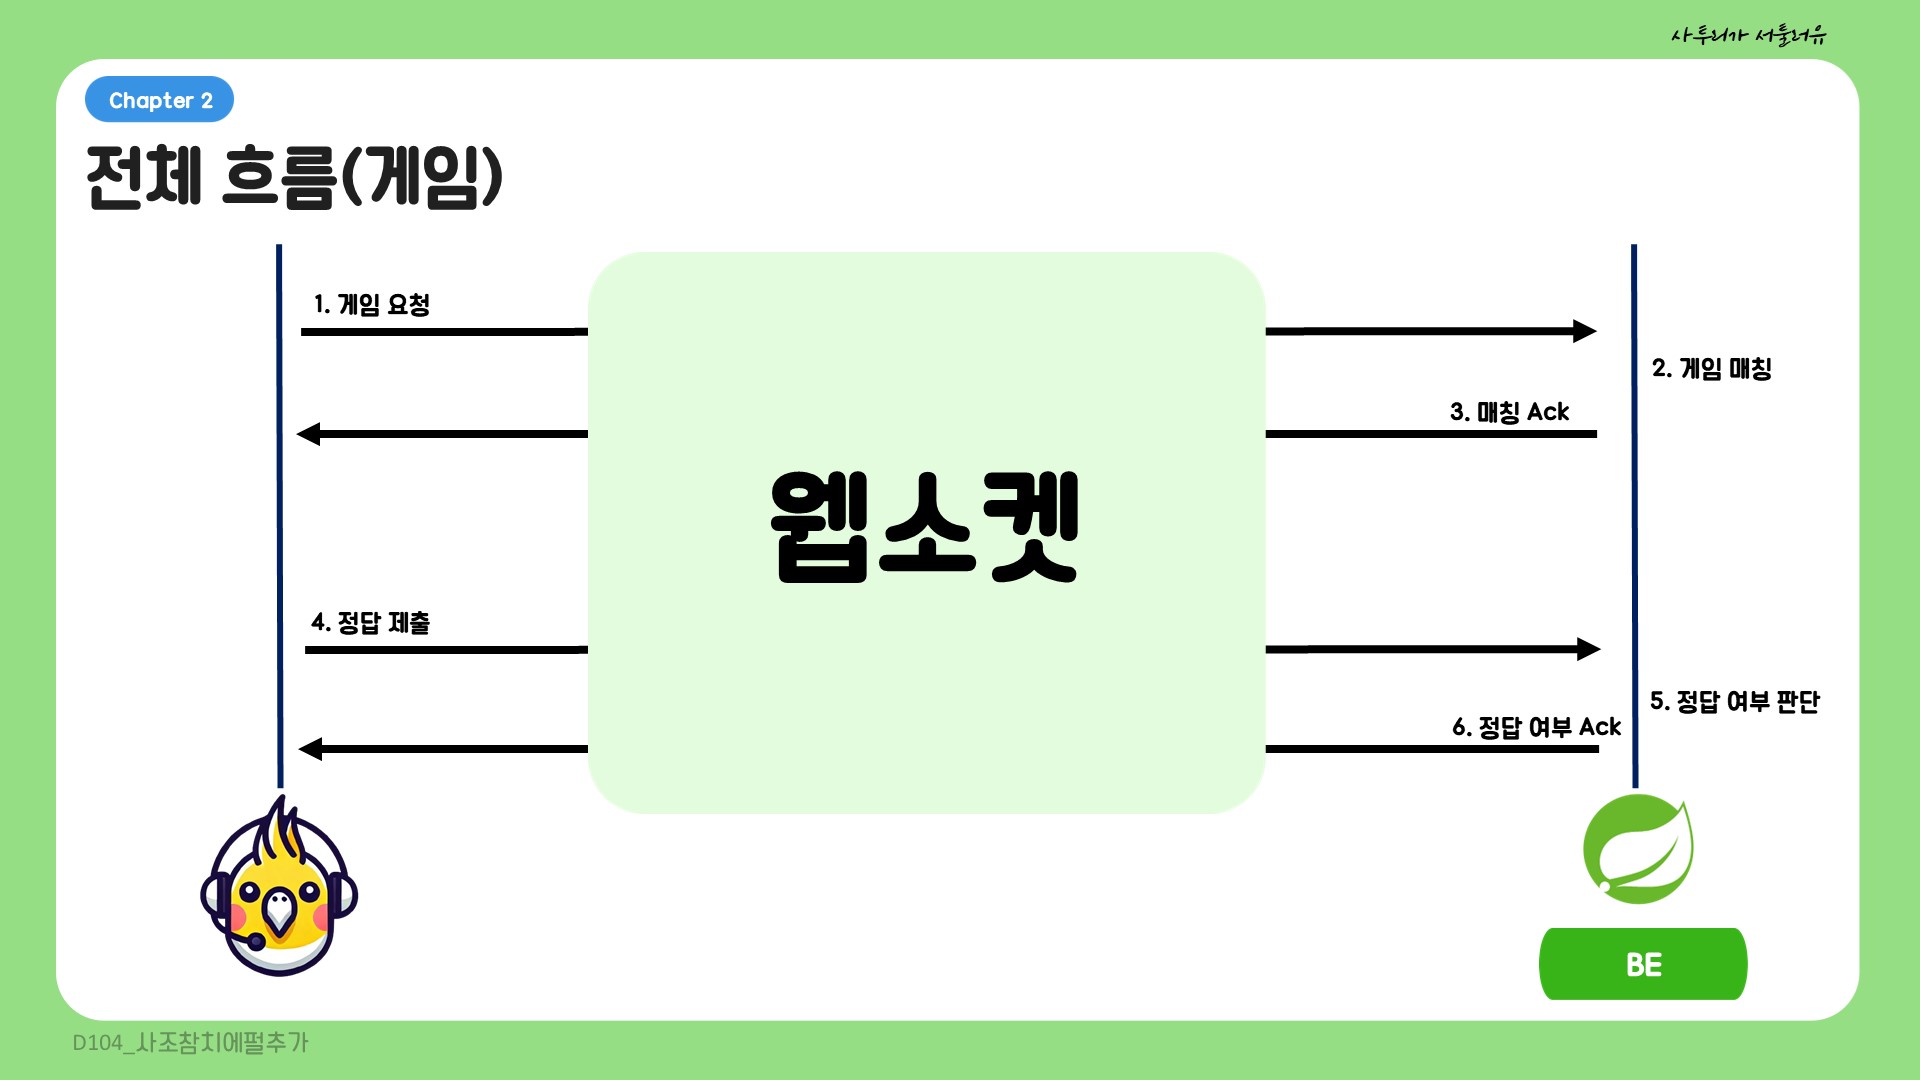 사투리가 서툴러유
Chapter 2
전체 흐름(게임)
1. 게임 요청
2. 게임 매칭
3. 매칭 Ack
웹소켓
4. 정답 제출
5. 정답 여부 판단
6. 정답 여부 Ack
BE
D104_사조참치에펄추가